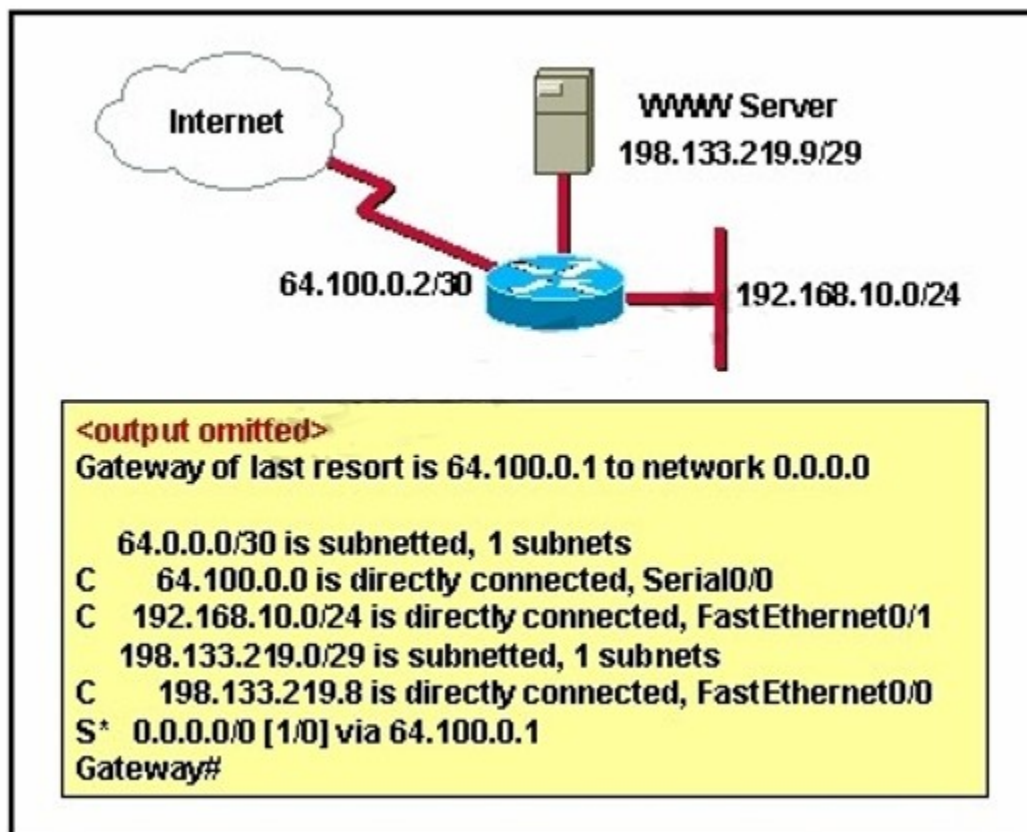 Internet
WWW Server
198.133.219.9/29
64.100.0.2/30
192.168.10.0/24
<output omitted>
Gateway of last resort is 64.100.0.1 to network 0.0.0.0
64.0.0.0/30 is subnetted, 1 subnets
C 64.100.0.0 is directly connected, Serial0/0
C 192.168.10.0/24 is directly connected, FastEthernet0/1
198.133.219.0/29 is subnetted, 1 subnets
C 198.133.219.8 is directly connected, FastEthernet0/0
S* 0.0.0.0/0 [1/0] via 64.100.0.1
Gateway#